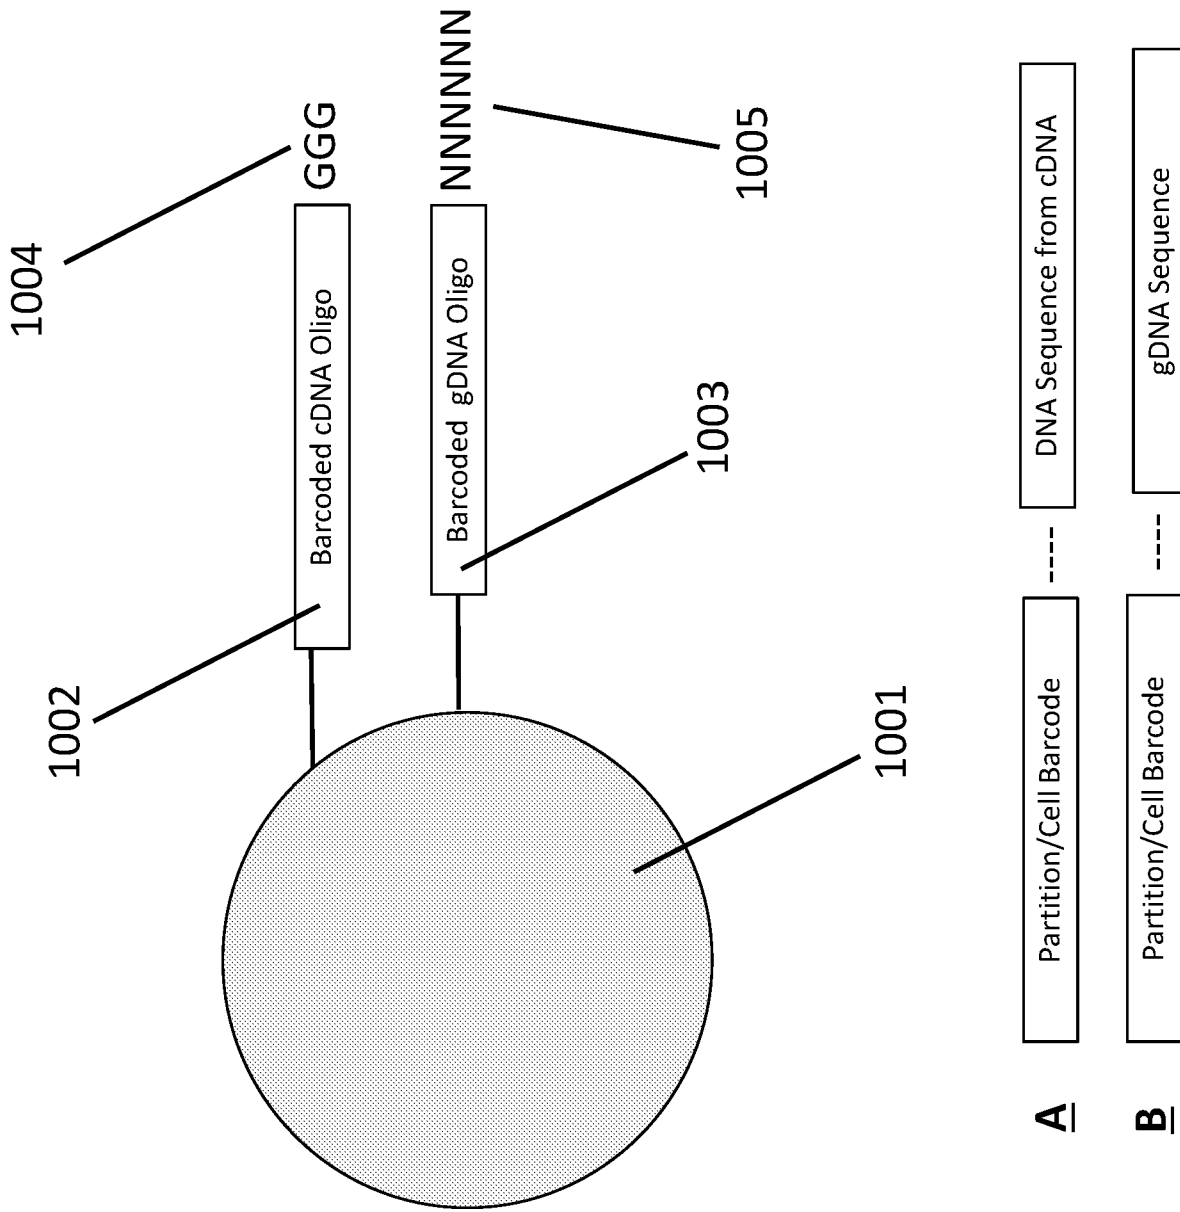 1004
1002
Barcoded cDNA Oligo
GGG
Barcoded gDNA Oligo
NNNNNN
1003
1005
1001
A
Partition/Cell Barcode
-----
DNA Sequence from cDNA
B
Partition/Cell Barcode
-----
gDNA Sequence